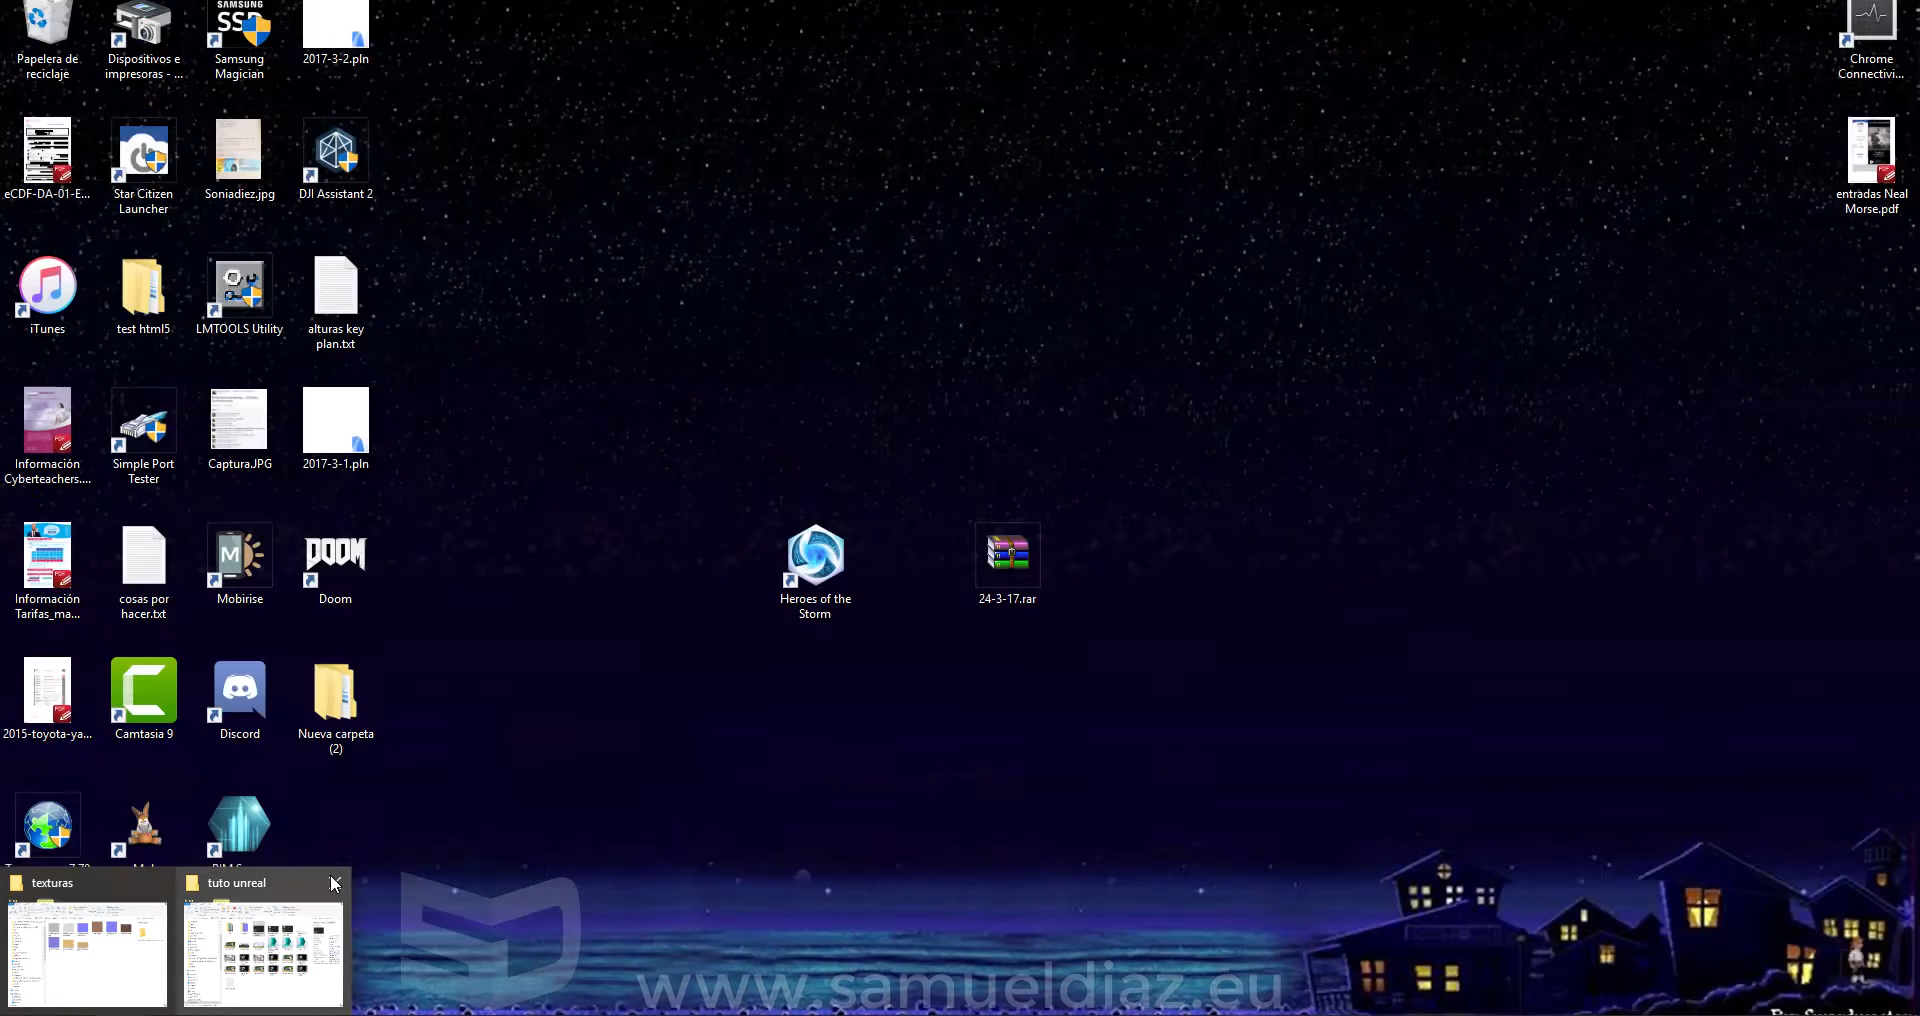 Papelera de
reciclaje
Dispositivos e
impresoras - ...
SAMSUNG
SSD
Samsung
Magician
2017-3-2.pln
Chrome
Connectivi...
eCDF-DA-01-E...
Star Citizen
Launcher
Soniadiez.jpg
DJI Assistant 2
entradas Neal
Morse.pdf
iTunes
test html5
LMTOOLS Utility
alturas key
plan.txt
Información
Cyberteachers....
Simple Port
Tester
Captura.JPG
2017-3-1.pln
Información
Tarifas_ma...
cosas por
hacer.txt
M
Mobirise
DOOM
Doom
Heroes of the
Storm
24-3-17.rar
2015-toyota-ya...
Camtasia 9
Discord
Nueva carpeta
(2)
texturas
tuto unreal
www.samueldiaz.eu